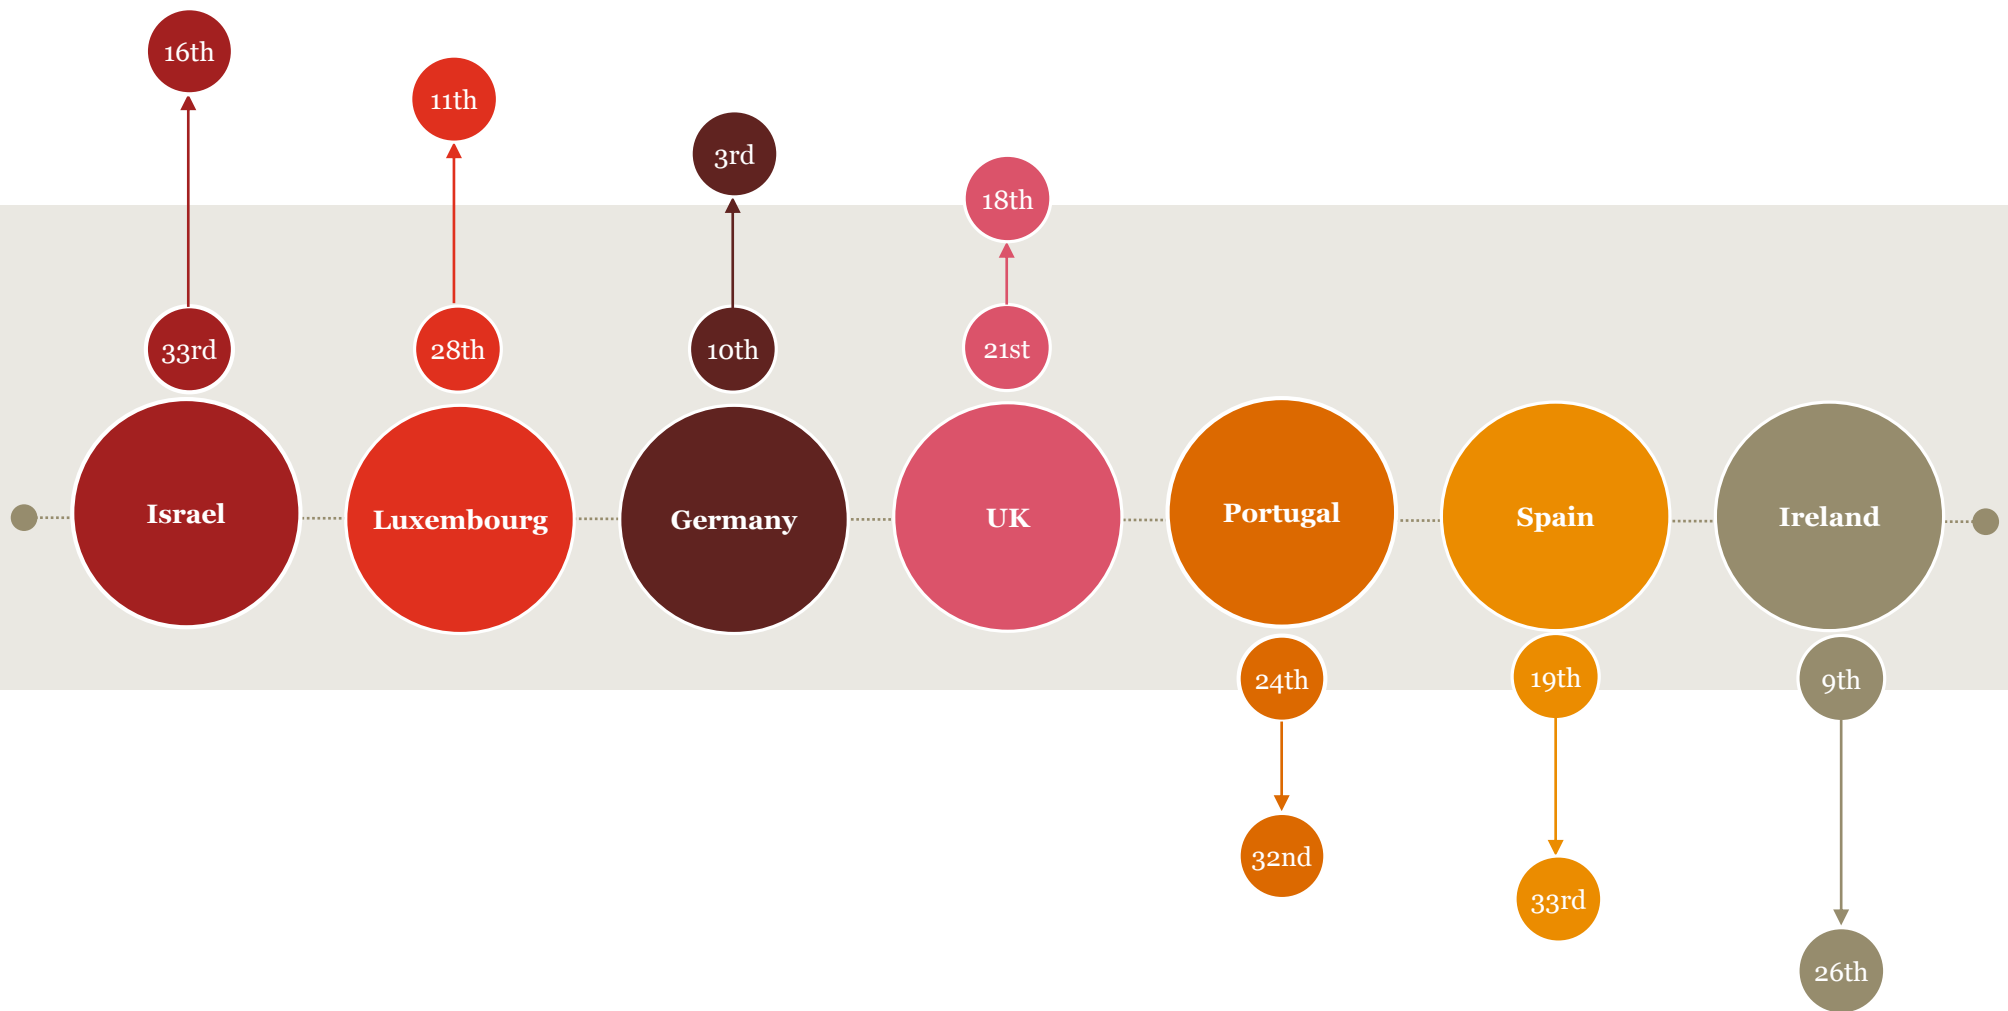 16th
11th
3rd
18th
33rd
28th
10th
21st
Israel
Luxembourg
Germany
UK
Portugal
Spain
Ireland
24th
19th
9th
32nd
33rd
26th